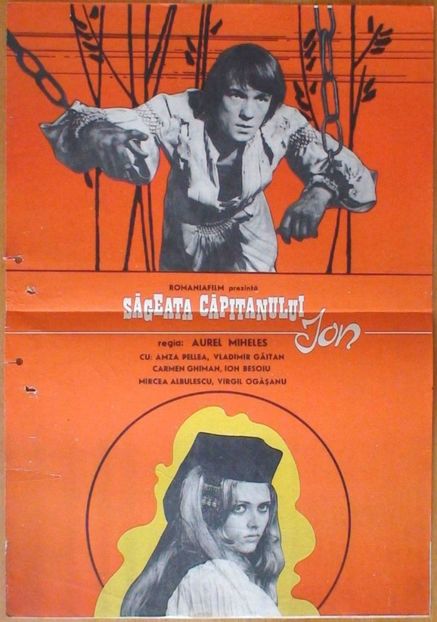 ROMANIAFILM prezintă
SĂGEATA CĂPITANULUI
Ion
regia: AUREL MIHELES
CU: AMZA PELLEA, VLADIMIR GĂITAN
CARMEN GHIMAN, ION BESOIU
MIRCEA ALBULESCU, VIRGIL OGĂȘANU